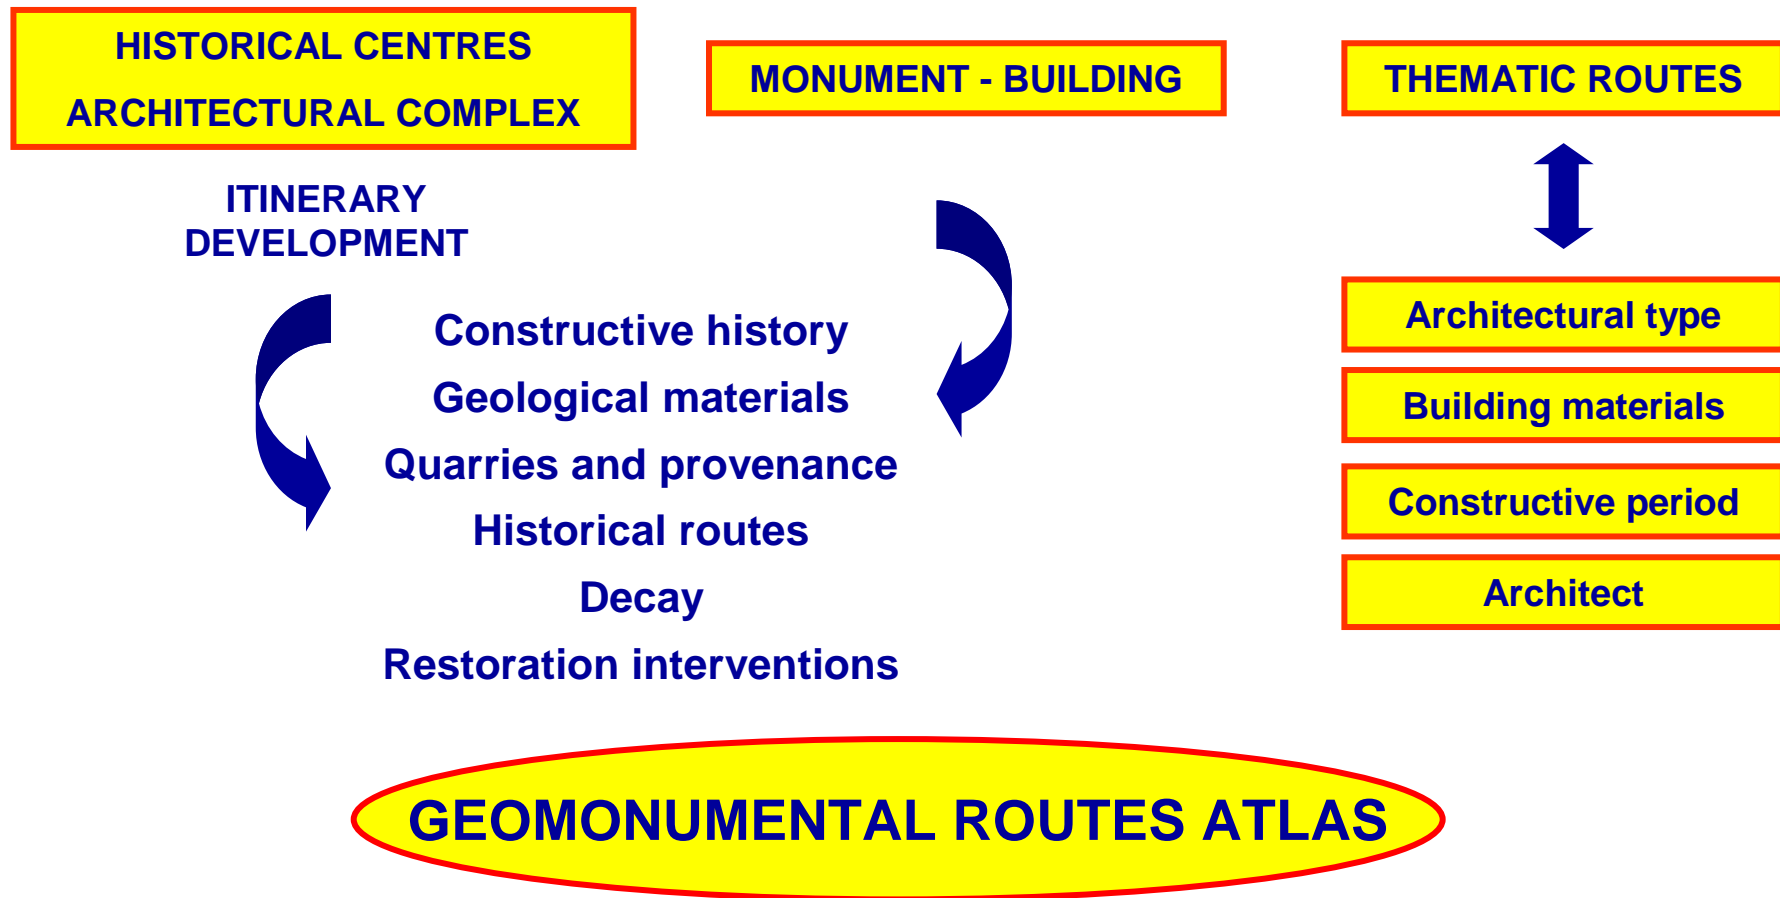 HISTORICAL CENTRES
ARCHITECTURAL COMPLEX
MONUMENT - BUILDING
THEMATIC ROUTES
ITINERARY
DEVELOPMENT
Constructive history
Geological materials
Quarries and provenance
Historical routes
Decay
Restoration interventions
Architectural type
Building materials
Constructive period
Architect
GEOMONUMENTAL ROUTES ATLAS